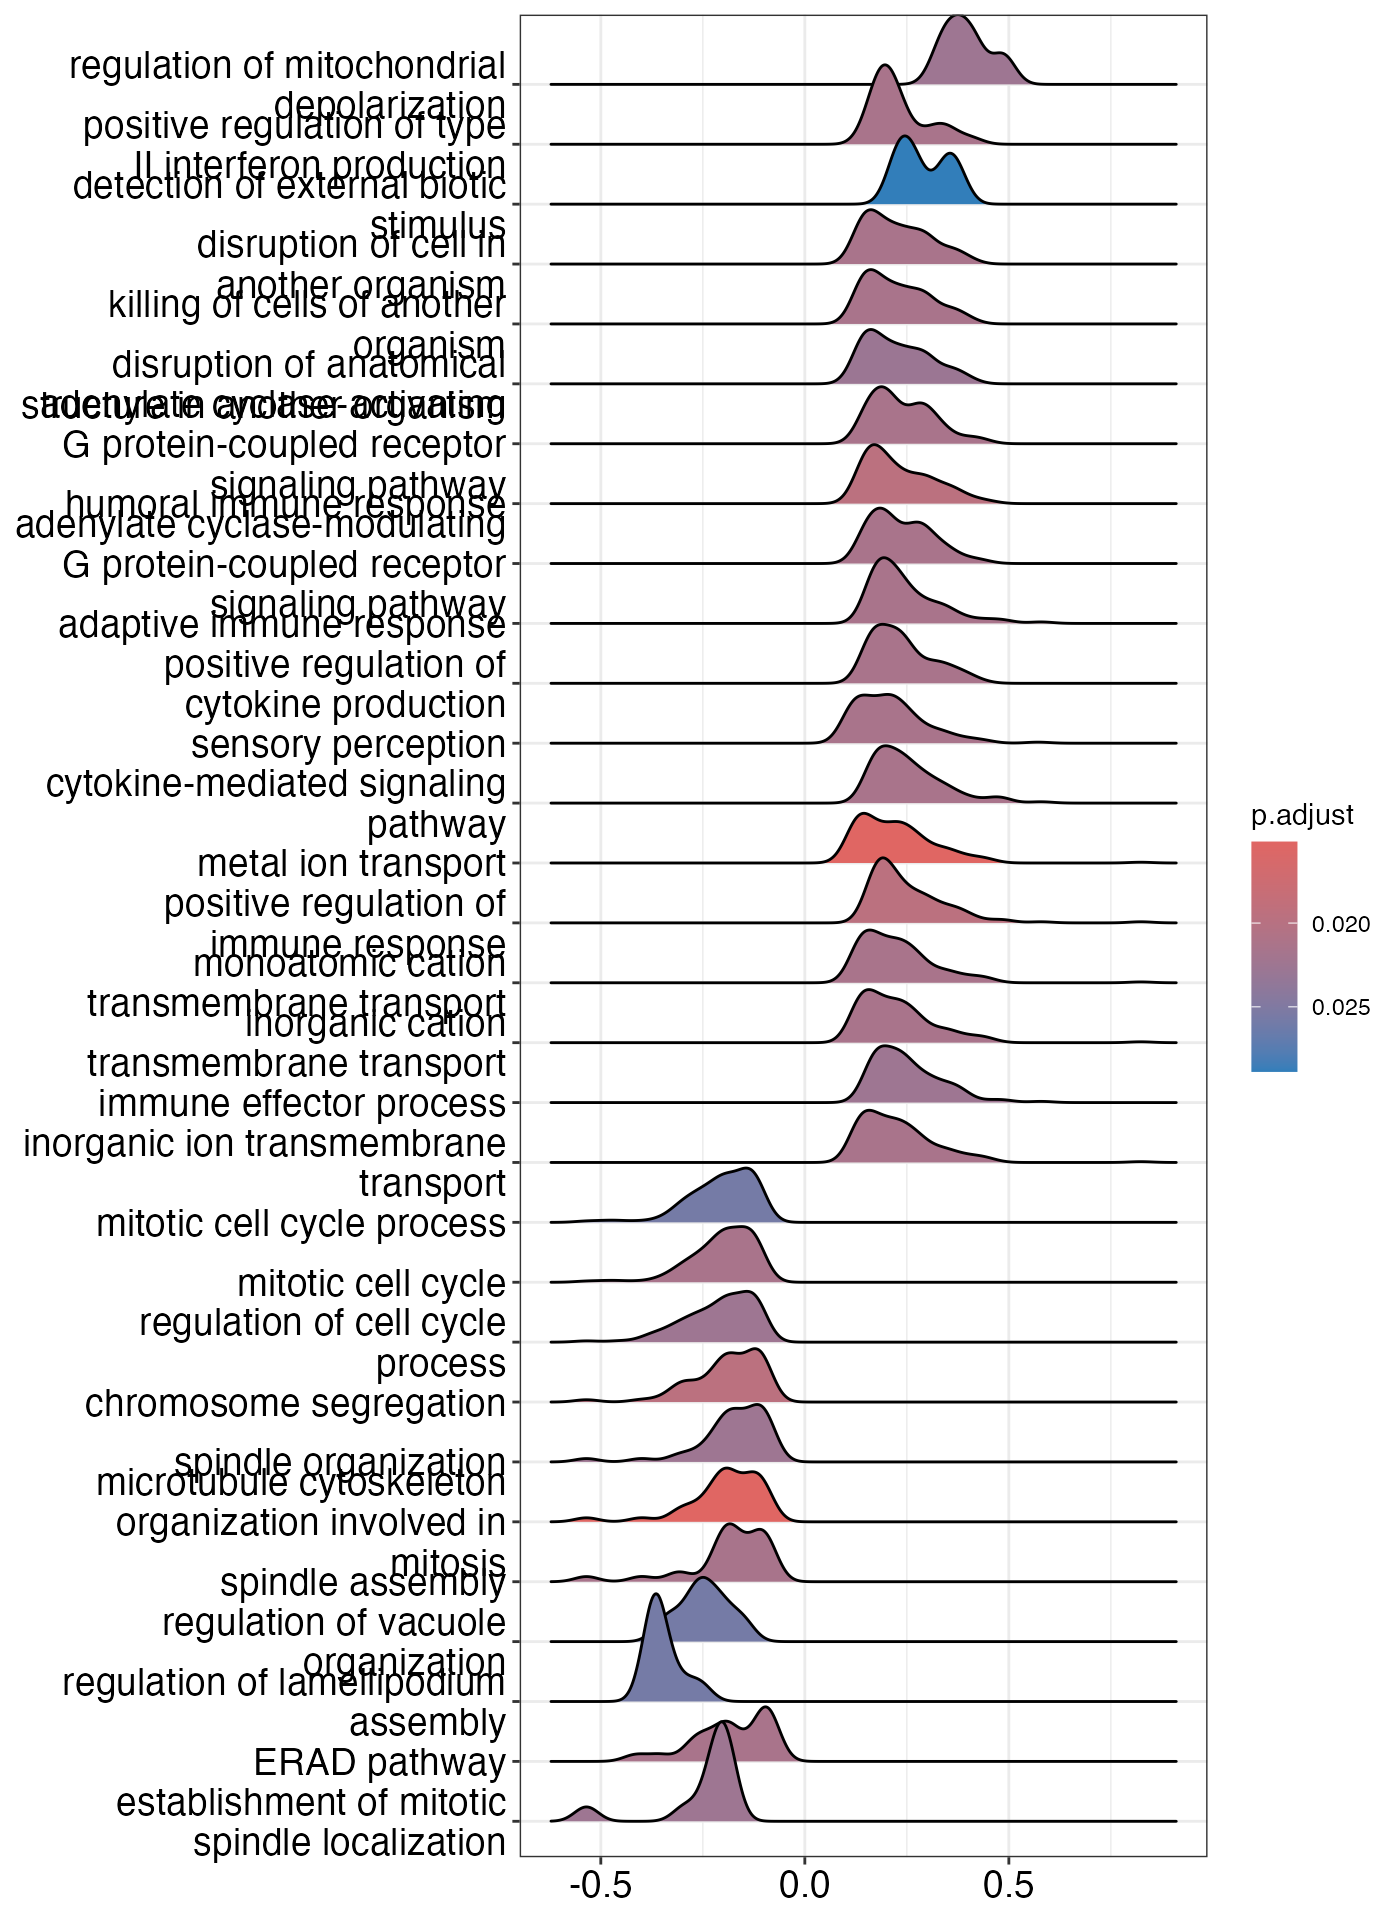 regulation of mitochondrial
depolarization
positive regulation of type
II interferon production
detection of external biotic
stimulus
disruption of cell in
another organism
killing of cells of another
organism
disruption of anatomical
structure in another organism
adenylate cyclase-activating
G protein-coupled receptor
signaling pathway
humoral immune response
adenylate cyclase-modulating
G protein-coupled receptor
signaling pathway
adaptive immune response
positive regulation of
cytokine production
sensory perception
cytokine-mediated signaling
pathway
metal ion transport
positive regulation of
immune response
monoatomic cation
transmembrane transport
inorganic cation
transmembrane transport
immune effector process
inorganic ion transmembrane
transport
mitotic cell cycle process
mitotic cell cycle
regulation of cell cycle
process
chromosome segregation
spindle organization
microtubule cytoskeleton
organization involved in
mitosis
spindle assembly
regulation of vacuole
organization
regulation of lamellipodium
assembly
ERAD pathway
establishment of mitotic
spindle localization
-0.5 0.0 0.5
p.adjust
0.020
0.025